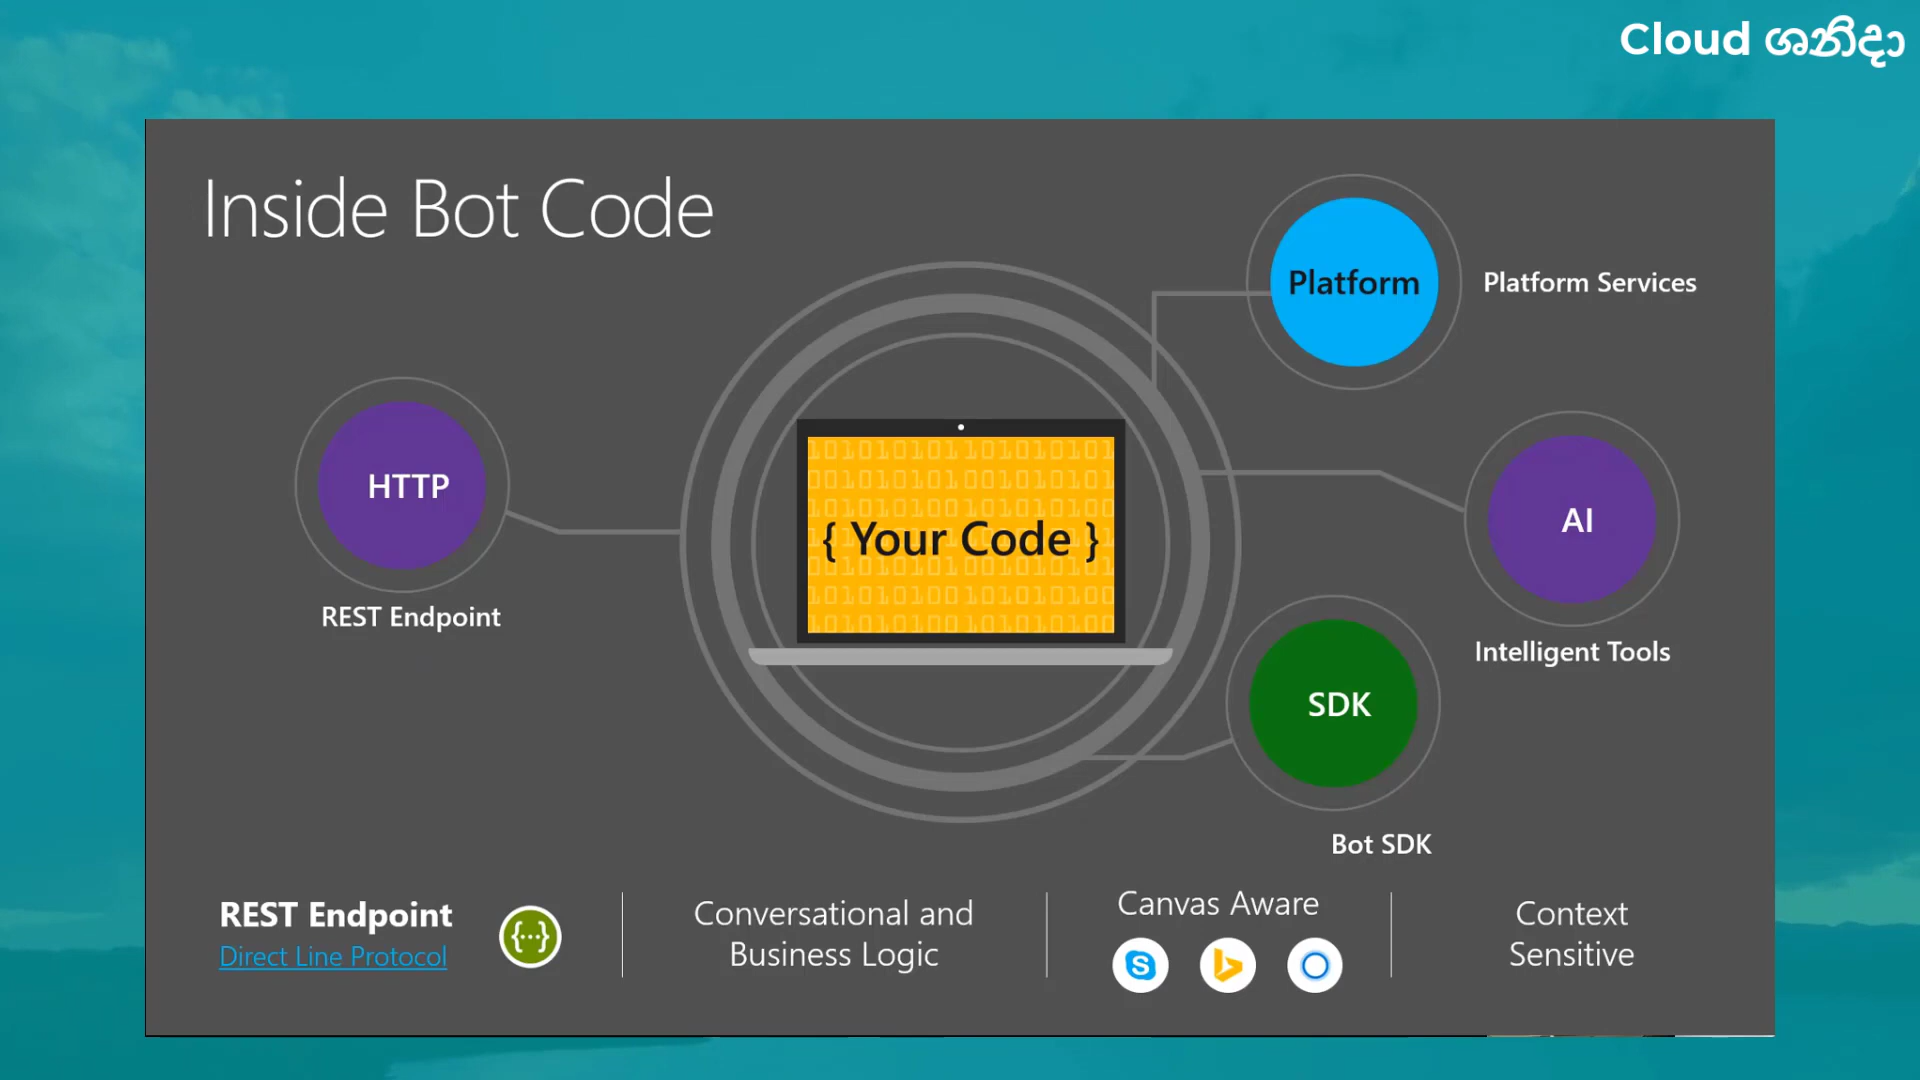 Cloud ශනිදා
Inside Bot Code
Platform
Platform Services
HTTP
REST Endpoint
{ Your Code }
AI
Intelligent Tools
SDK
Bot SDK
REST Endpoint
Direct Line Protocol
{···}
Conversational and
Business Logic
Canvas Aware
Context
Sensitive